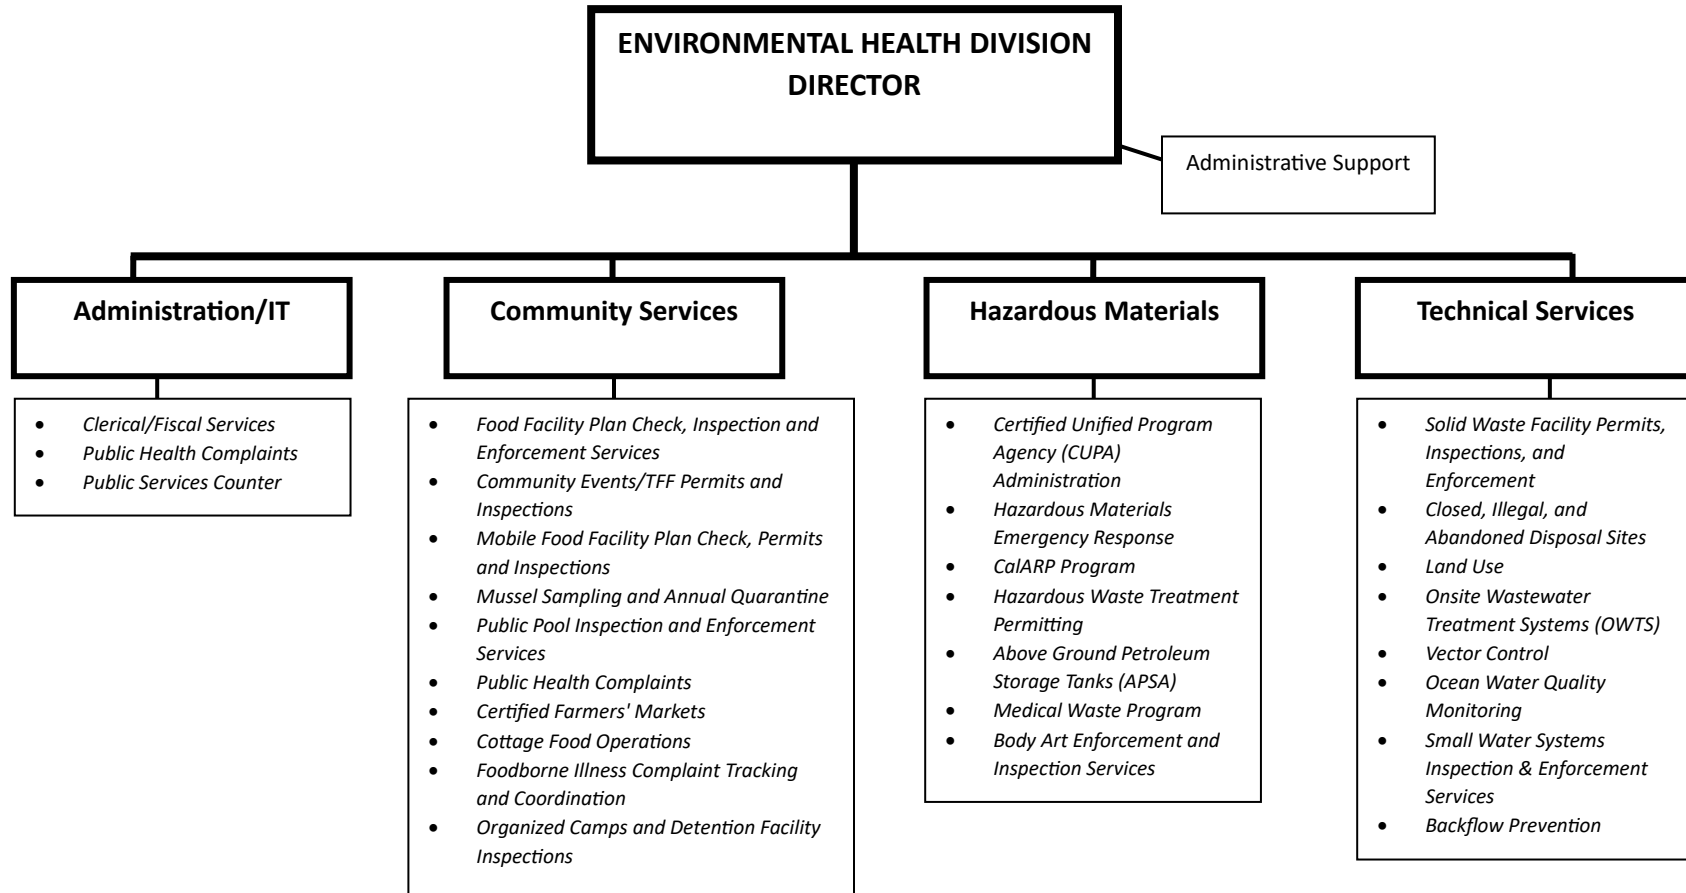 ENVIRONMENTAL HEALTH DIVISION
DIRECTOR
Administrative Support
Administration/IT
• Clerical/Fiscal Services
• Public Health Complaints
• Public Services Counter
Community Services
• Food Facility Plan Check, Inspection and
Enforcement Services
• Community Events/TFF Permits and
Inspections
• Mobile Food Facility Plan Check, Permits
and Inspections
• Mussel Sampling and Annual Quarantine
• Public Pool Inspection and Enforcement
Services
• Public Health Complaints
• Certified Farmers' Markets
• Cottage Food Operations
• Foodborne Illness Complaint Tracking
and Coordination
• Organized Camps and Detention Facility
Inspections
Hazardous Materials
• Certified Unified Program
Agency (CUPA)
Administration
• Hazardous Materials
Emergency Response
• CalARP Program
• Hazardous Waste Treatment
Permitting
• Above Ground Petroleum
Storage Tanks (APSA)
• Medical Waste Program
• Body Art Enforcement and
Inspection Services
Technical Services
• Solid Waste Facility Permits,
Inspections, and
Enforcement
• Closed, Illegal, and
Abandoned Disposal Sites
• Land Use
• Onsite Wastewater
Treatment Systems (OWTS)
• Vector Control
• Ocean Water Quality
Monitoring
• Small Water Systems
Inspection & Enforcement
Services
• Backflow Prevention